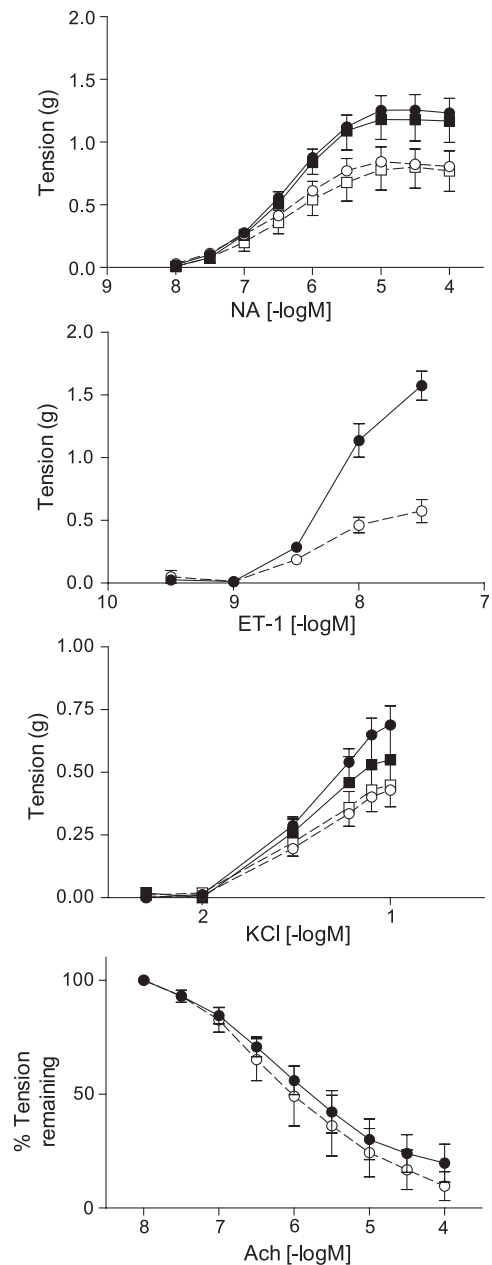 2.0
1.5
1.0
0.5
0.0
Tension (g)
9 8 7 6 5 4
NA [-logM]
2.0
1.5
1.0
0.5
0.0
Tension (g)
10 9 8 7
ET-1 [-logM]
1.00
0.75
0.50
0.25
0.00
Tension (g)
2 1
KCl [-logM]
100
50
0
% Tension
remaining
8 7 6 5 4
Ach [-logM]